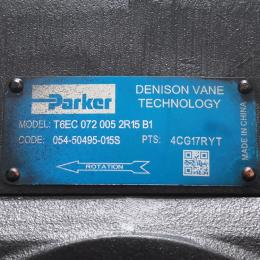 Parker
DENISON VANE
TECHNOLOGY
MODEL: T6EC 072 005 2R15 B1
CODE: 054-50495-015S
PTS: 4CG17RYT
ROTATION
MADE IN CHINA